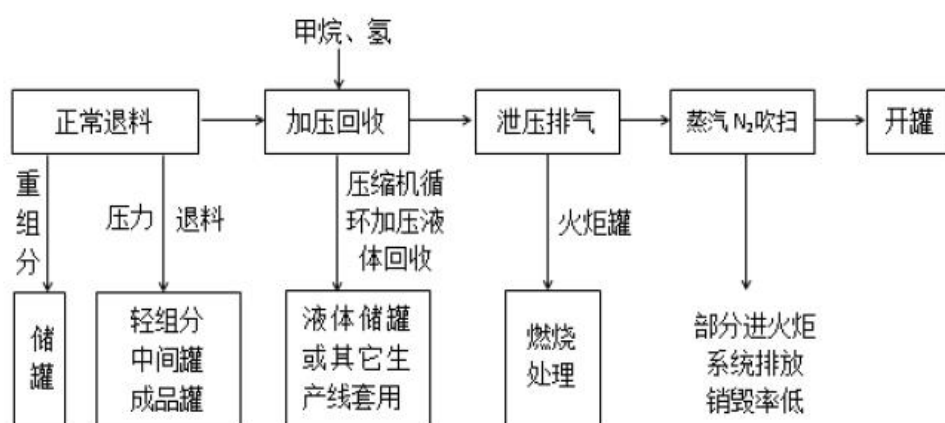 甲烷、氢
正常退料
加压回收
泄压排气
蒸汽 N₂吹扫
开罐
重
组
分
压力 退料
压缩机循
环加压液
体回收
火炬罐
储
罐
轻组分
中间罐
成品罐
液体储罐
或其它生
产线套用
燃烧
处理
部分进火炬
系统排放
销毁率低